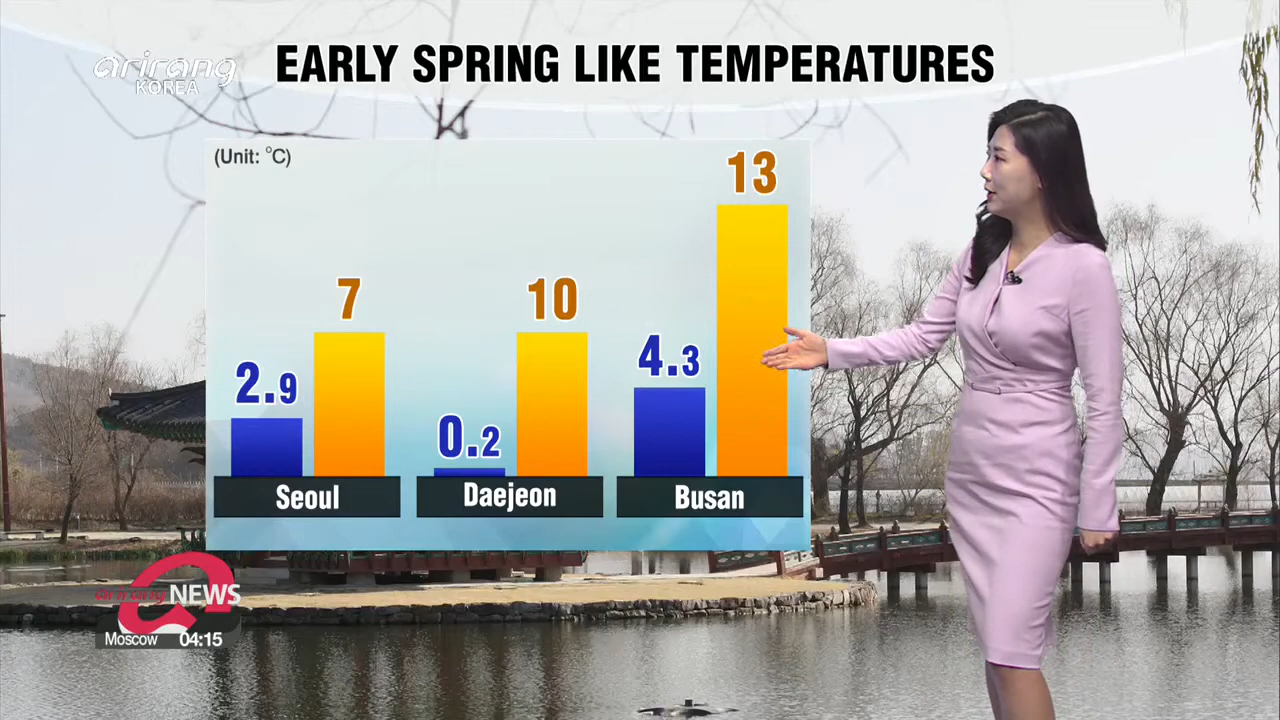 arirang
KOREA
EARLY SPRING LIKE TEMPERATURES
(Unit: °C)
2.9
7
0.2
10
4.3
13
Seoul
Daejeon
Busan
arirang NEWS
Moscow 04:15